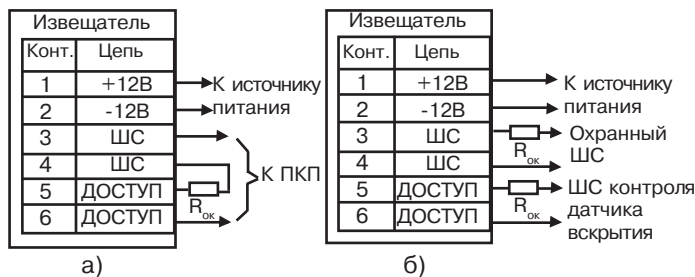 Извещатель
Конт. Цепь
1 +12В К источнику
2 -12В питания
3 ШС
4 ШС К ПКП
5 ДОСТУП
Rок
6 ДОСТУП
а)
Извещатель
Конт. Цепь
1 +12В К источнику
2 -12В питания
3 ШС Охранный
Rок ШС
4 ШС
5 ДОСТУП ШС контроля
Rок датчика
6 ДОСТУП вскрытия
б)